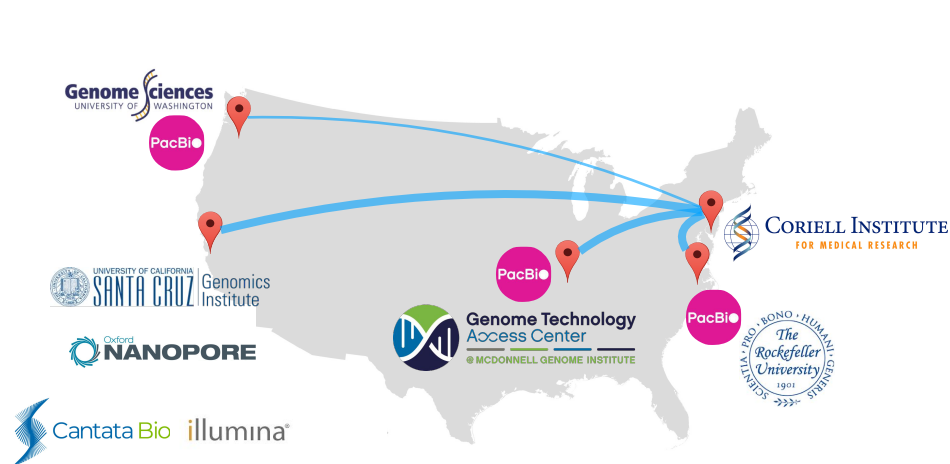 Genome Sciences
UNIVERSITY OF WASHINGTON
PacBio
CORIELL INSTITUTE
FOR MEDICAL RESEARCH
UNIVERSITY OF CALIFORNIA
SANTA CRUZ
Genomics
Institute
PacBio
PacBio
Genome Technology
Access Center
@ MCDONNELL GENOME INSTITUTE
SCIENTIA · PRO · BONO · HUMANI · GENERIS
The
Rockefeller
University
1901
Oxford
NANOPORE
Cantata Bio
illumina®